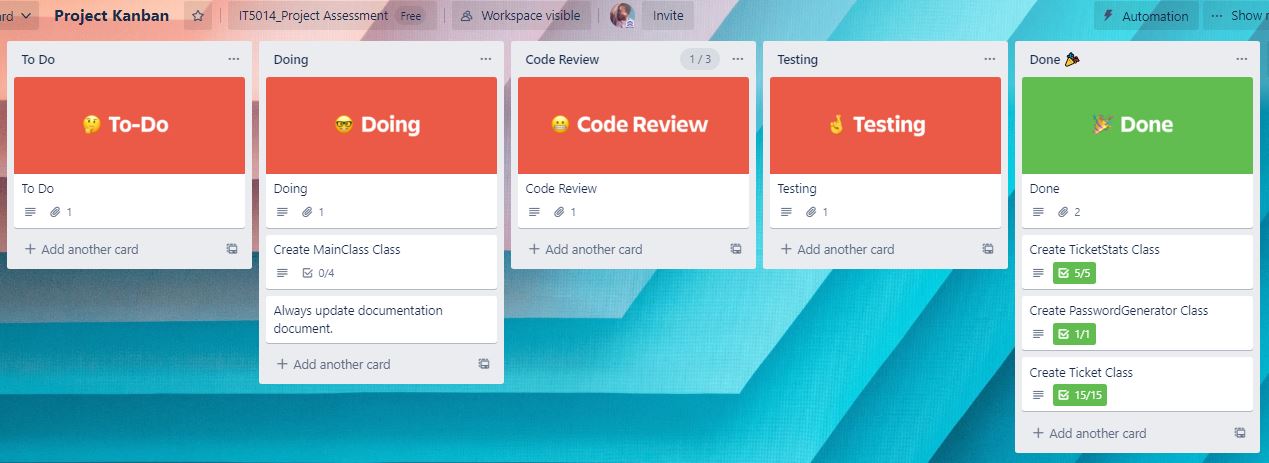 rd
Project Kanban
IT5014_Project Assessment Free
Workspace visible
Invite
Automation
Show
To Do
To-Do
To Do
1
Add another card
Doing
Doing
Doing
1
Create MainClass Class
0/4
Always update documentation
document.
Add another card
Code Review 1 / 3
Code Review
Code Review
1
Add another card
Testing
Testing
Testing
1
Add another card
Done
Done
Done
2
Create TicketStats Class
5/5
Create PasswordGenerator Class
1/1
Create Ticket Class
15/15
Add another card